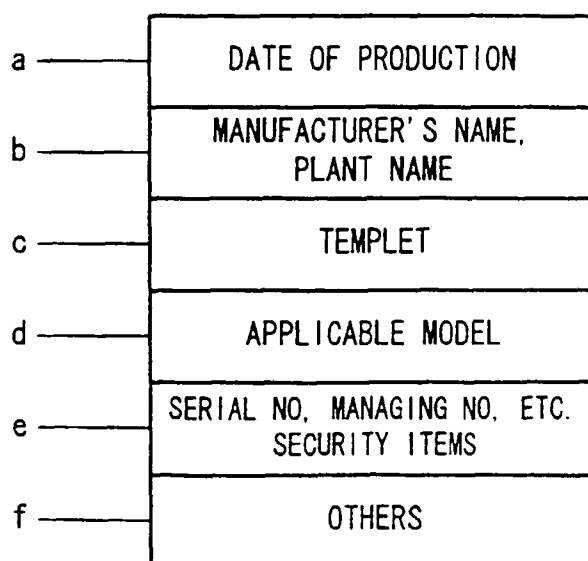 a DATE OF PRODUCTION
b MANUFACTURER'S NAME,
PLANT NAME
c TEMPLET
d APPLICABLE MODEL
e SERIAL NO, MANAGING NO, ETC.
SECURITY ITEMS
f OTHERS